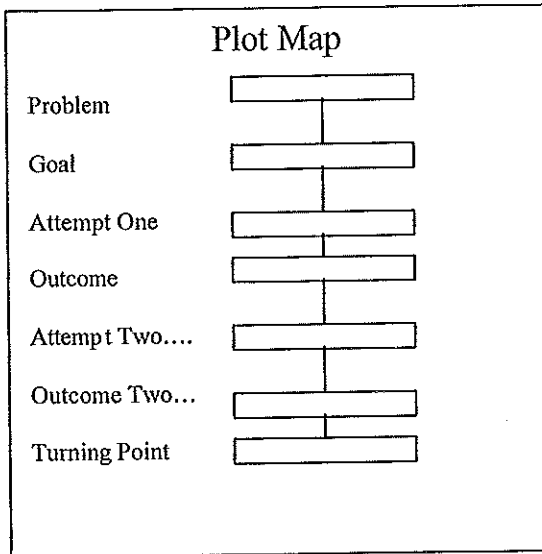 Plot Map
Problem
Goal
Attempt One
Outcome
Attempt Two....
Outcome Two...
Turning Point